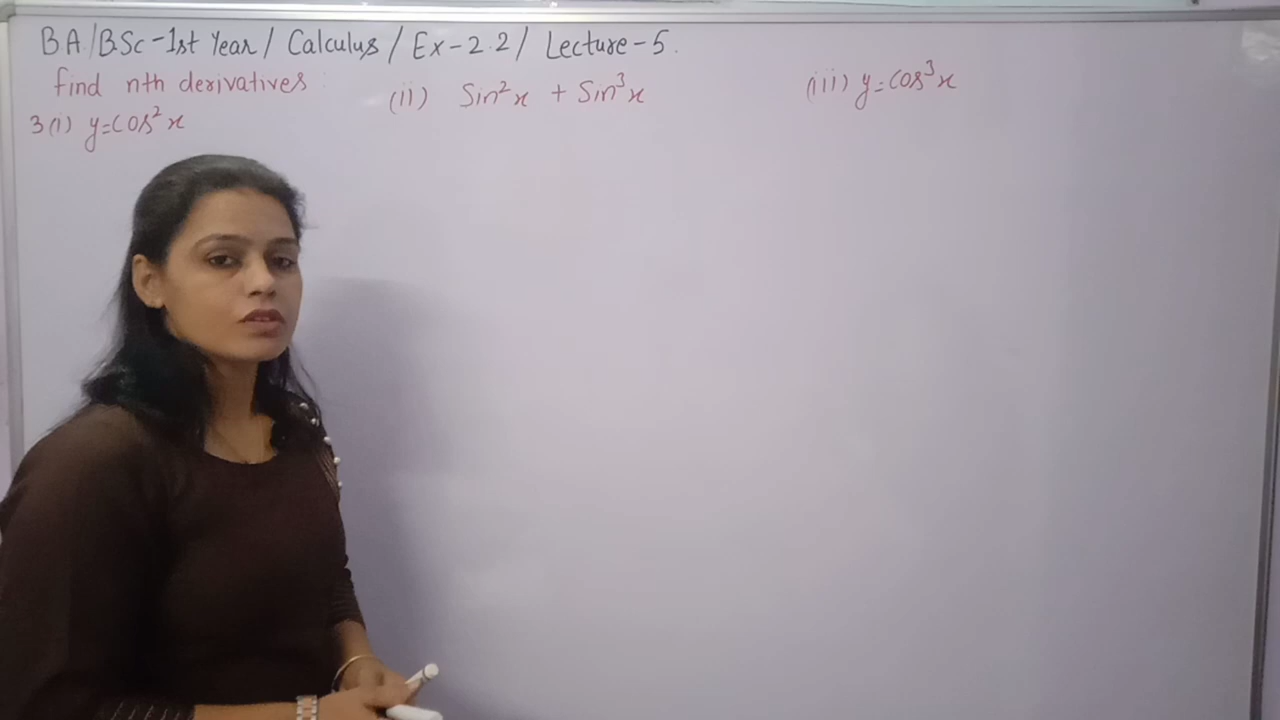 BA/BSc-1st Year/ Calculus / Ex-2.2/ Lecture-5.
find nth derivatives :
3(i) y=cos²x
(ii) Sin²x + Sin³x
(iii) y=cos³x